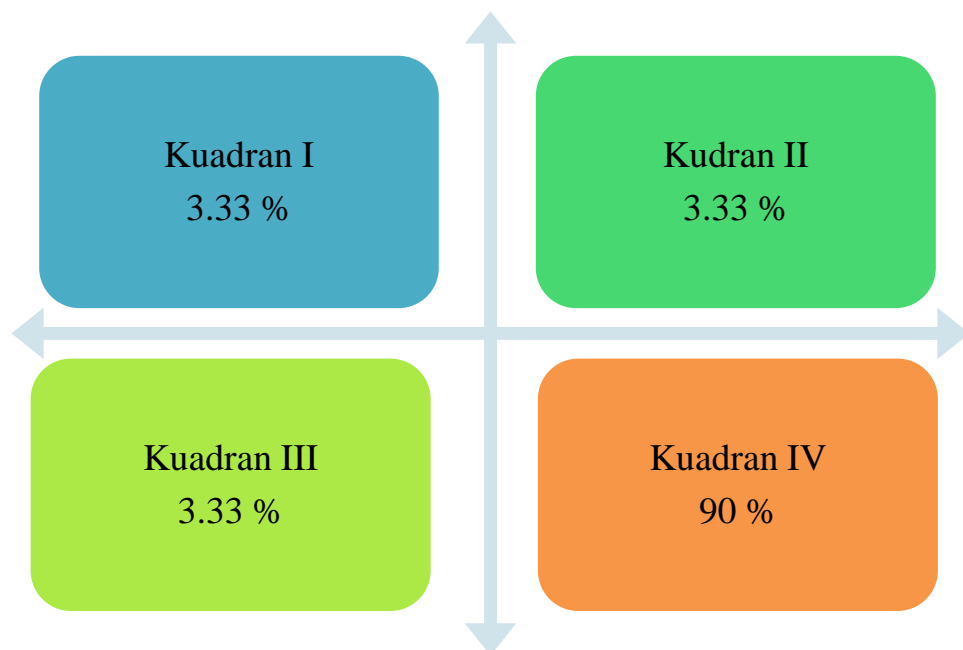 Kuadran I
3.33 %
Kudran II
3.33 %
Kuadran III
3.33 %
Kuadran IV
90 %